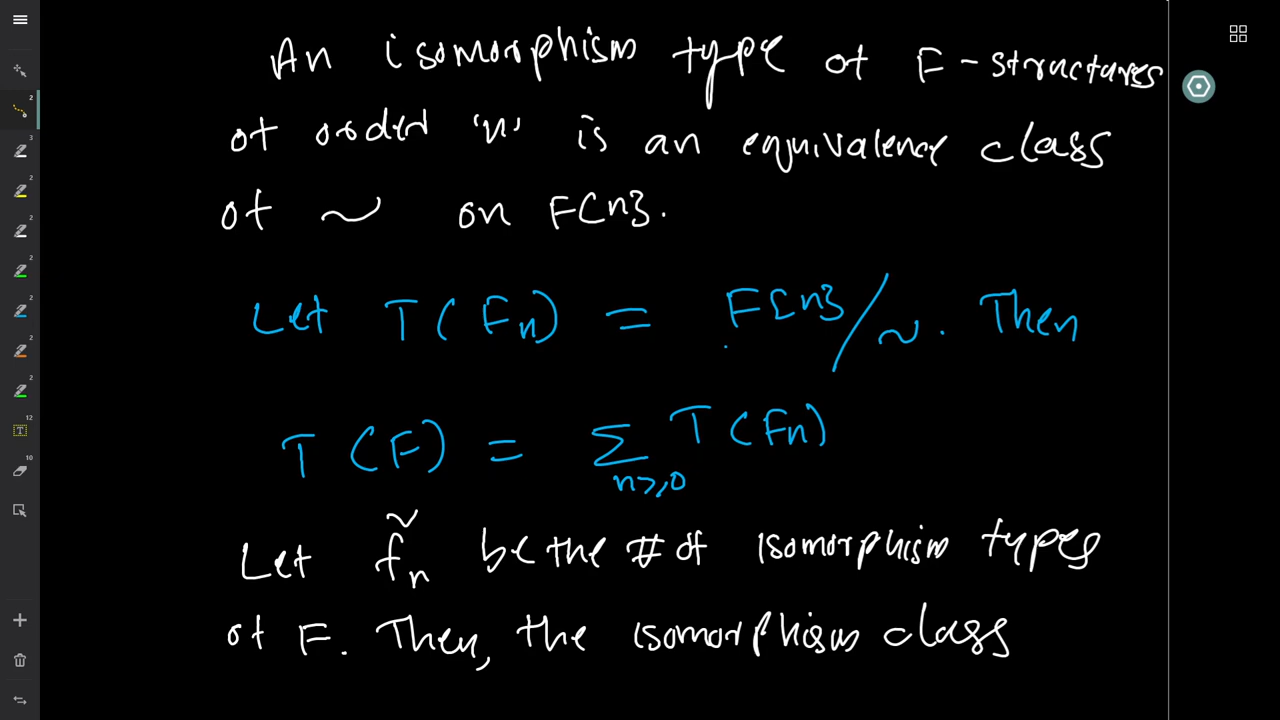 An isomorphism type of F-structures
of order 'n' is an equivalence class
of ~ on F[n].
Let T(Fn) = F[n]/~. Then
T(F) = ∑ n≥0 T(Fn)
Let f̃n be the # of isomorphism types
of F. Then, the isomorphism class